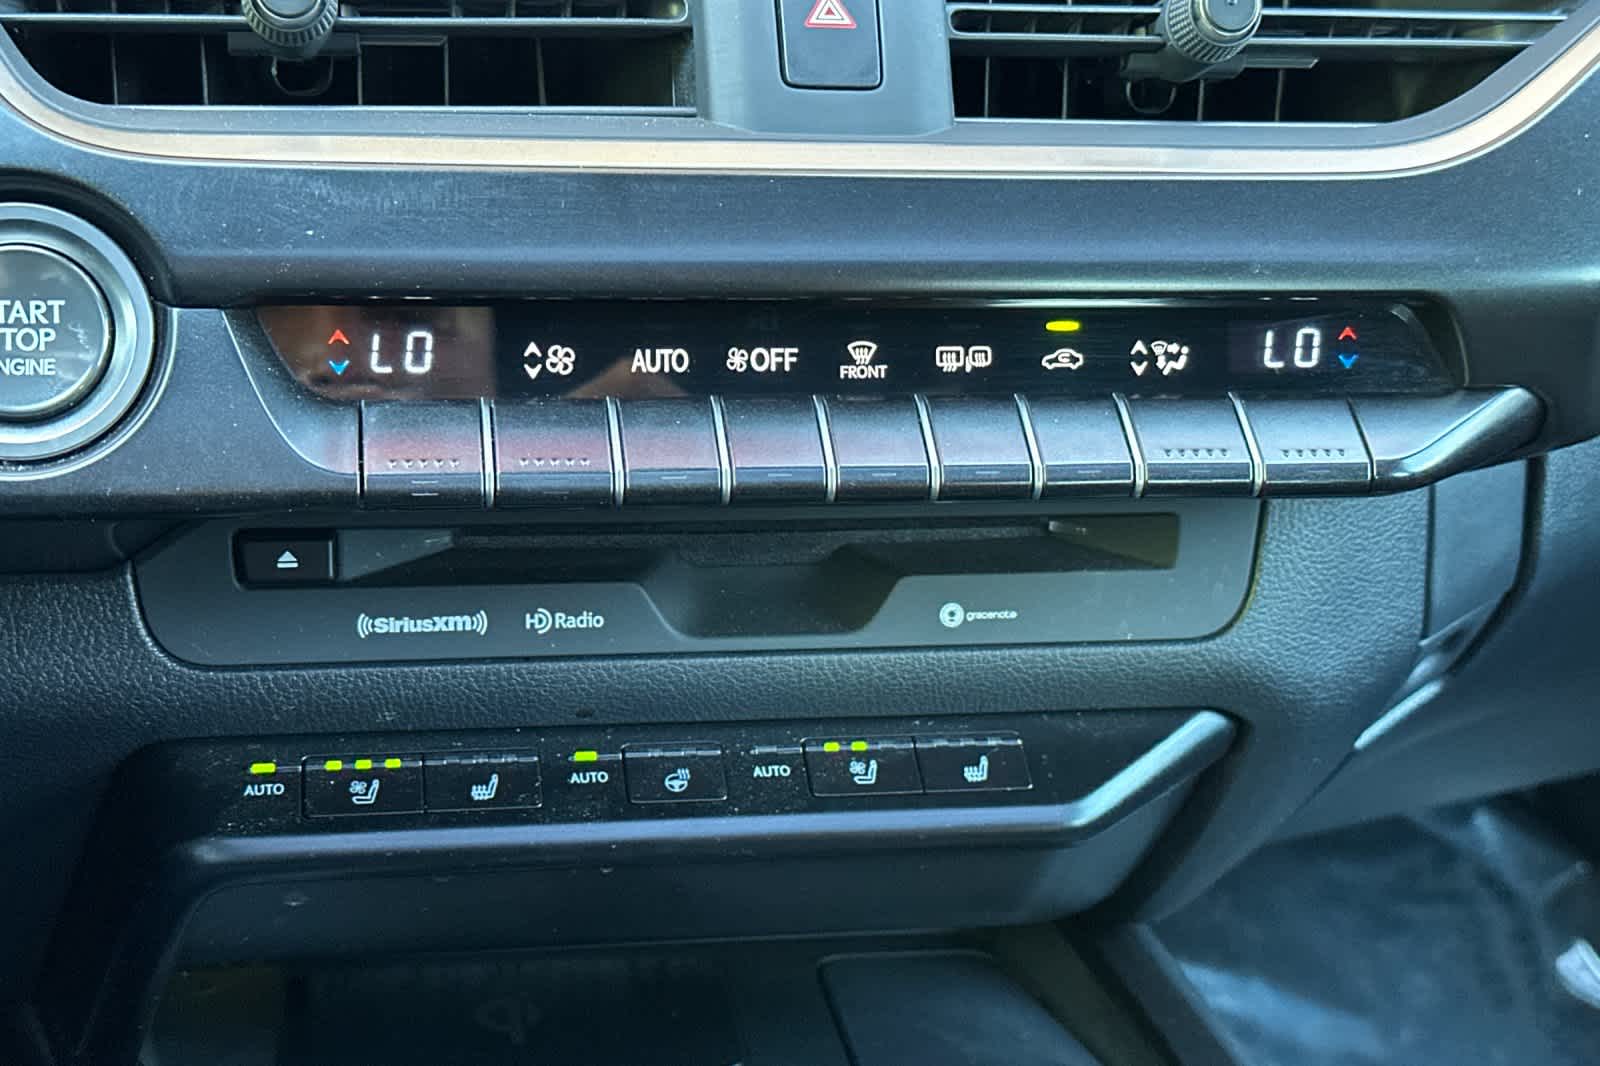 START
STOP
ENGINE
LO
AUTO
OFF
FRONT
LO
SiriusXM
HD Radio
gracenote
AUTO
AUTO
AUTO